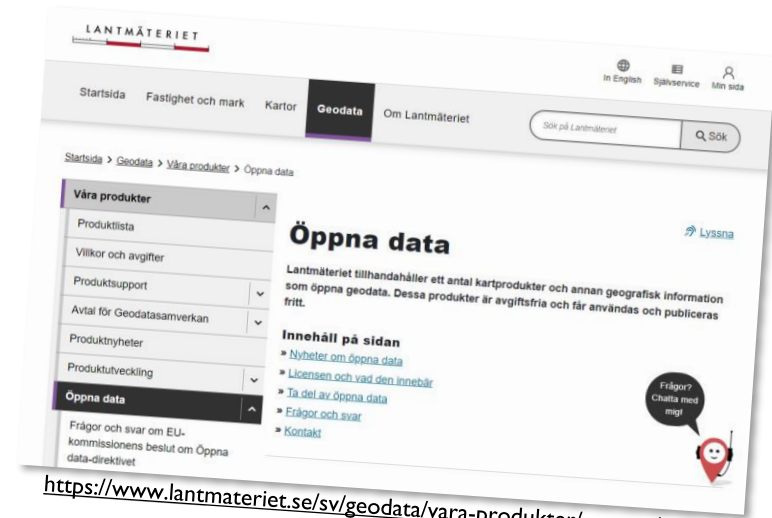 LANTMÄTERIET
In English Självservice Min sida
Startsida Fastighet och mark Kartor Geodata Om Lantmäteriet
Sök på Lantmäteriet Sök
Startsida > Geodata > Våra produkter > Öppna data
Våra produkter
Produktlista
Villkor och avgifter
Produktsupport
Avtal för Geodatasamverkan
Produktnyheter
Produktutveckling
Öppna data
Frågor och svar om EU-
kommissionens beslut om Öppna
data-direktivet
Lyssna
Öppna data
Lantmäteriet tillhandahåller ett antal kartprodukter och annan geografisk information
som öppna geodata. Dessa produkter är avgiftsfria och får användas och publiceras
fritt.
Innehåll på sidan
» Nyheter om öppna data
» Licensen och vad den innebär
» Ta del av öppna data
» Frågor och svar
» Kontakt
Frågor?
Chatta med
mig!
https://www.lantmateriet.se/sv/geodata/vara-produkter/